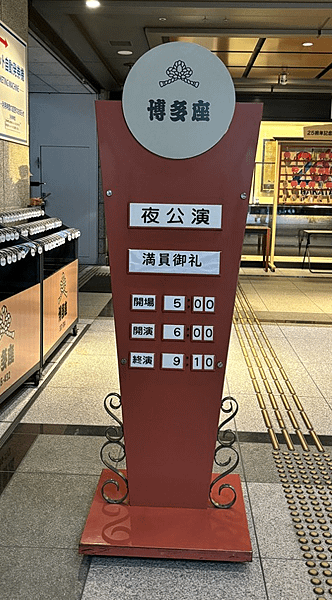 博多座
夜公演
満員御礼
開場 5:00
開演 6:00
終演 9:10